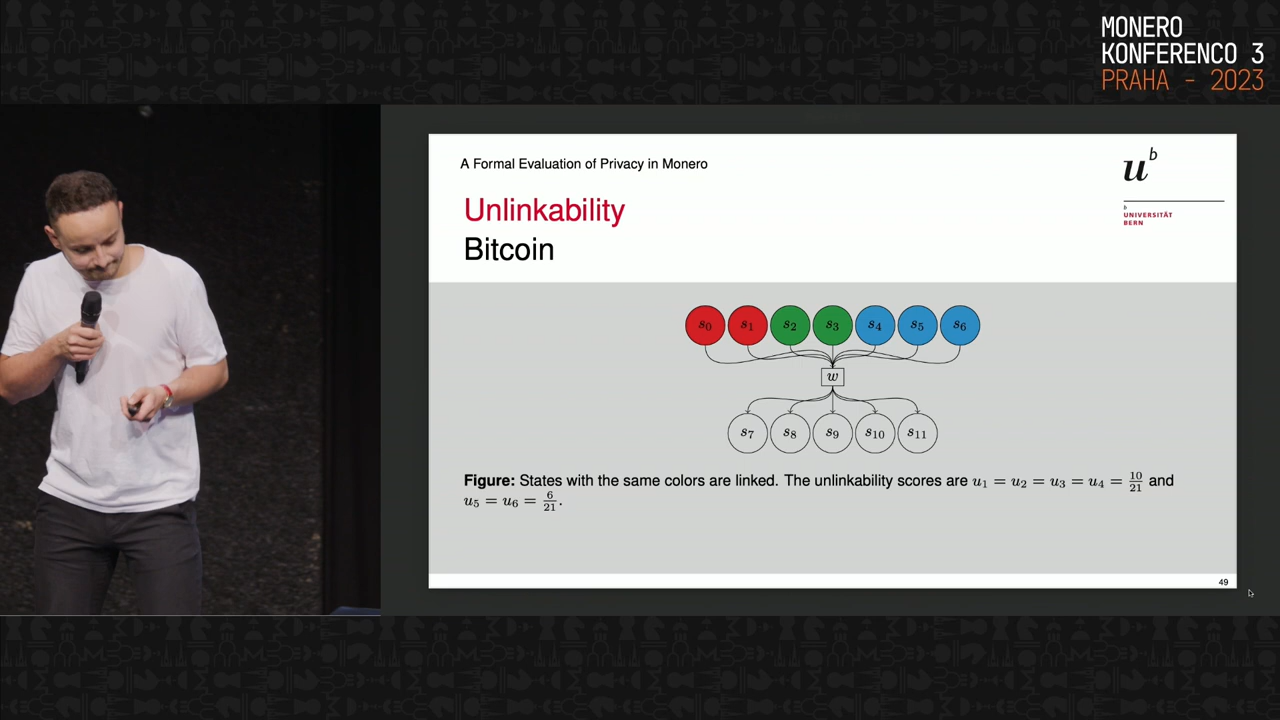 MONERO
KONFERENCO 3
PRAHA - 2023
A Formal Evaluation of Privacy in Monero
u^b
b
UNIVERSITÄT
BERN
Unlinkability
Bitcoin
s₀ s₁ s₂ s₃ s₄ s₅ s₆
w
s₇ s₈ s₉ s₁₀ s₁₁
Figure: States with the same colors are linked. The unlinkability scores are u₁ = u₂ = u₃ = u₄ = 10/21 and
u₅ = u₆ = 6/21.
49